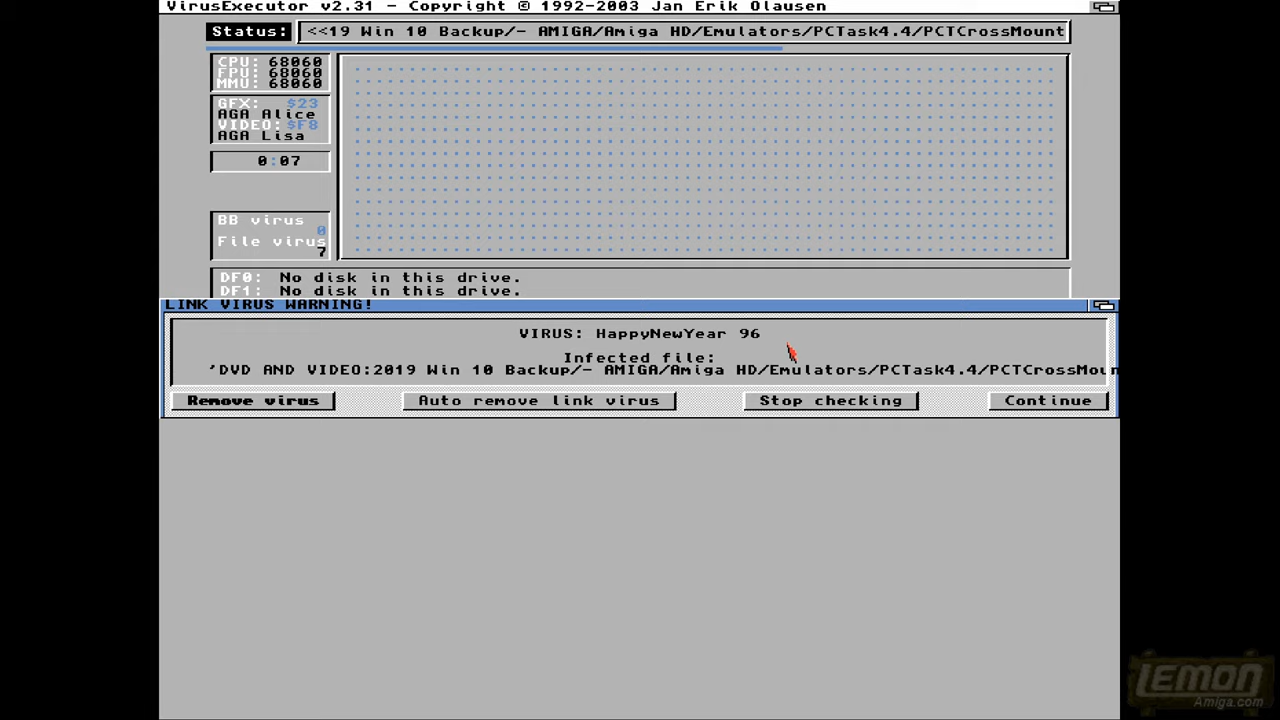 VirusExecutor v2.31 - Copyright © 1992-2003 Jan Erik Olausen
Status: <<19 Win 10 Backup/- AMIGA/Amiga HD/Emulators/PCTask4.4/PCTCrossMount
CPU: 68060
FPU: 68060
MMU: 68060
GFX: $23
AGA Alice
VIDEO: $F8
AGA Lisa
0:07
BB virus
0
File virus
7
DF0: No disk in this drive.
DF1: No disk in this drive.
LINK VIRUS WARNING!
VIRUS: HappyNewYear 96
Infected file:
'DVD AND VIDEO:2019 Win 10 Backup/- AMIGA/Amiga HD/Emulators/PCTask4.4/PCTCrossMoun
Remove virus Auto remove link virus Stop checking Continue
LEMON
Amiga.com